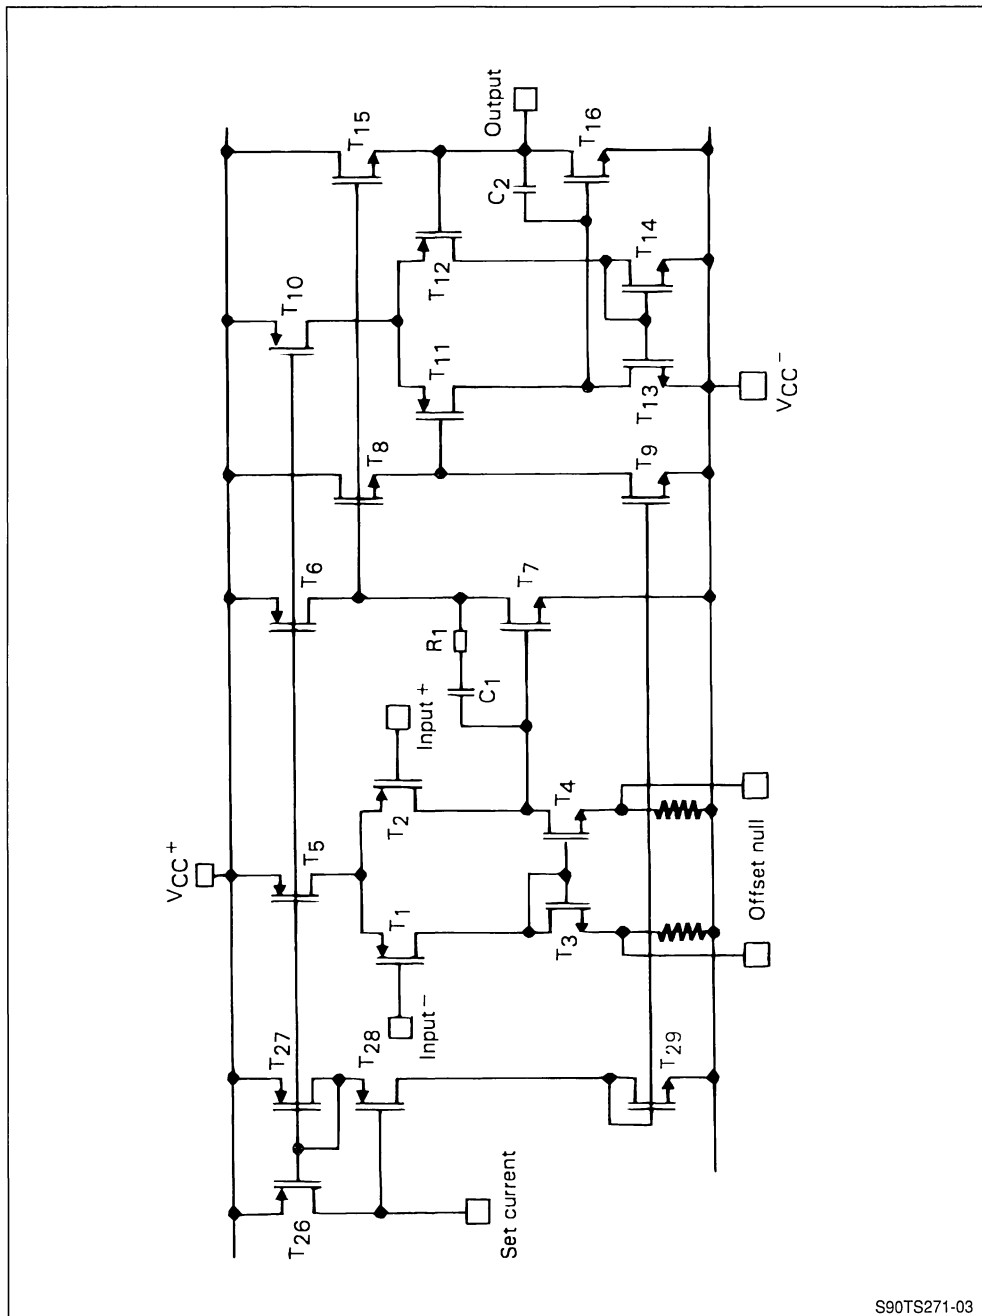 VCC+
T10
T15
T27
T5
T6
T26
T28
T8
T1
T2
T11
T12
Input-
Input+
C1
R1
C2
Output
Set current
T3
T4
T7
T16
T29
T9
T13
T14
Offset null
VCC-
S90TS271-03